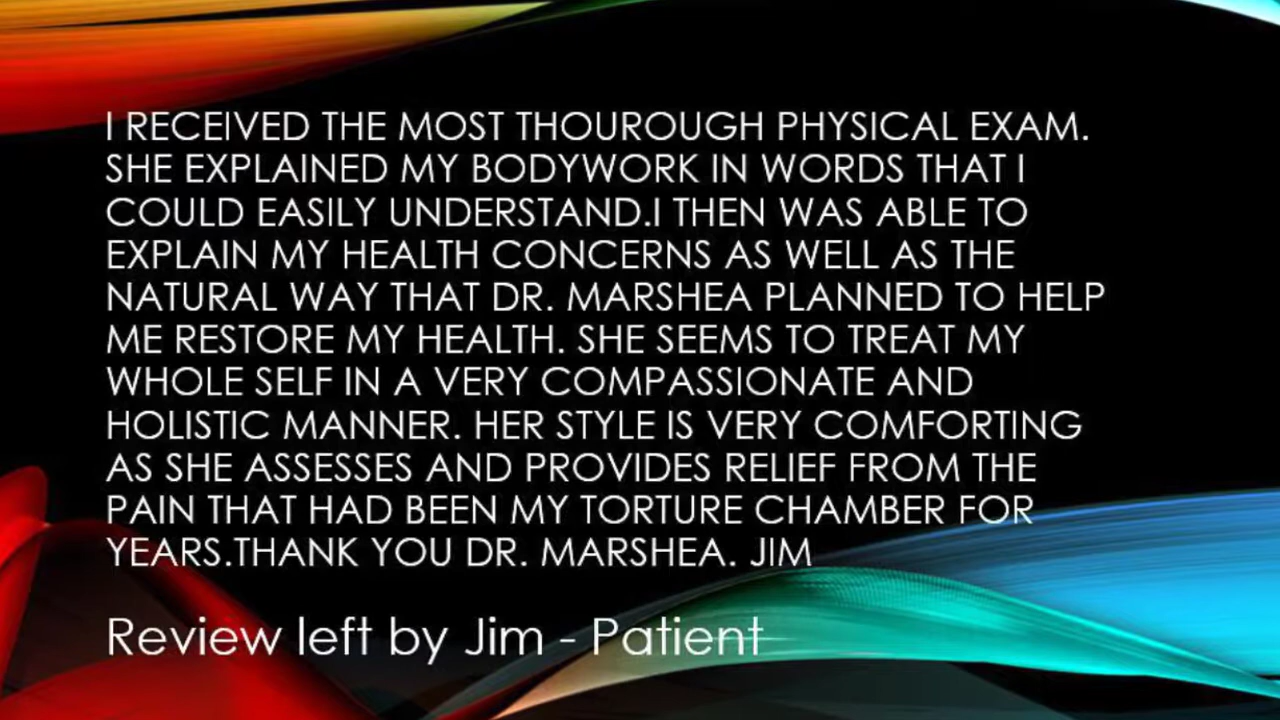 I RECEIVED THE MOST THOUROUGH PHYSICAL EXAM.
SHE EXPLAINED MY BODYWORK IN WORDS THAT I
COULD EASILY UNDERSTAND.I THEN WAS ABLE TO
EXPLAIN MY HEALTH CONCERNS AS WELL AS THE
NATURAL WAY THAT DR. MARSHEA PLANNED TO HELP
ME RESTORE MY HEALTH. SHE SEEMS TO TREAT MY
WHOLE SELF IN A VERY COMPASSIONATE AND
HOLISTIC MANNER. HER STYLE IS VERY COMFORTING
AS SHE ASSESSES AND PROVIDES RELIEF FROM THE
PAIN THAT HAD BEEN MY TORTURE CHAMBER FOR
YEARS.THANK YOU DR. MARSHEA. JIM
Review left by Jim - Patient